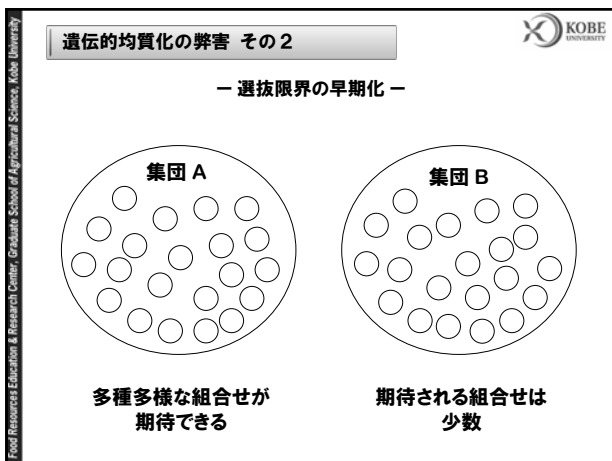 遺伝的均質化の弊害 その2
KOBE
UNIVERSITY
― 選抜限界の早期化 ―
集団 A
集団 B
多種多様な組合せが
期待できる
期待される組合せは
少数
Food Resources Education & Research Center, Graduate School of Agricultural Science, Kobe University